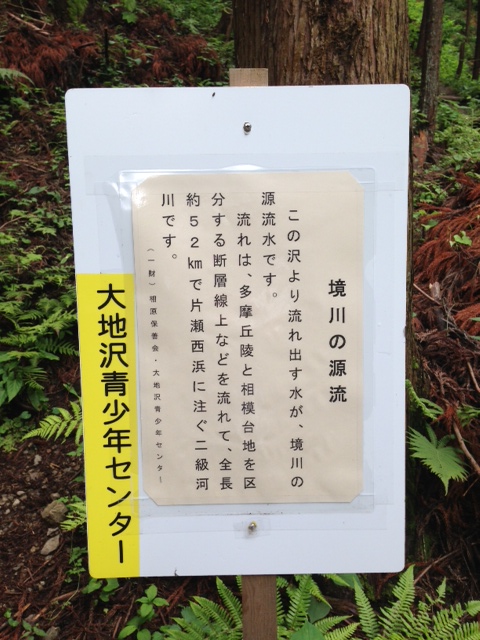 境川の源流
この沢より流れ出す水が、境川の
源流水です。
流れは、多摩丘陵と相模台地を区
分する断層線上などを流れて、全長
約52kmで片瀬西浜に注ぐ二級河
川です。
（一財）相原保善会・大地沢青少年センター
大地沢青少年センター